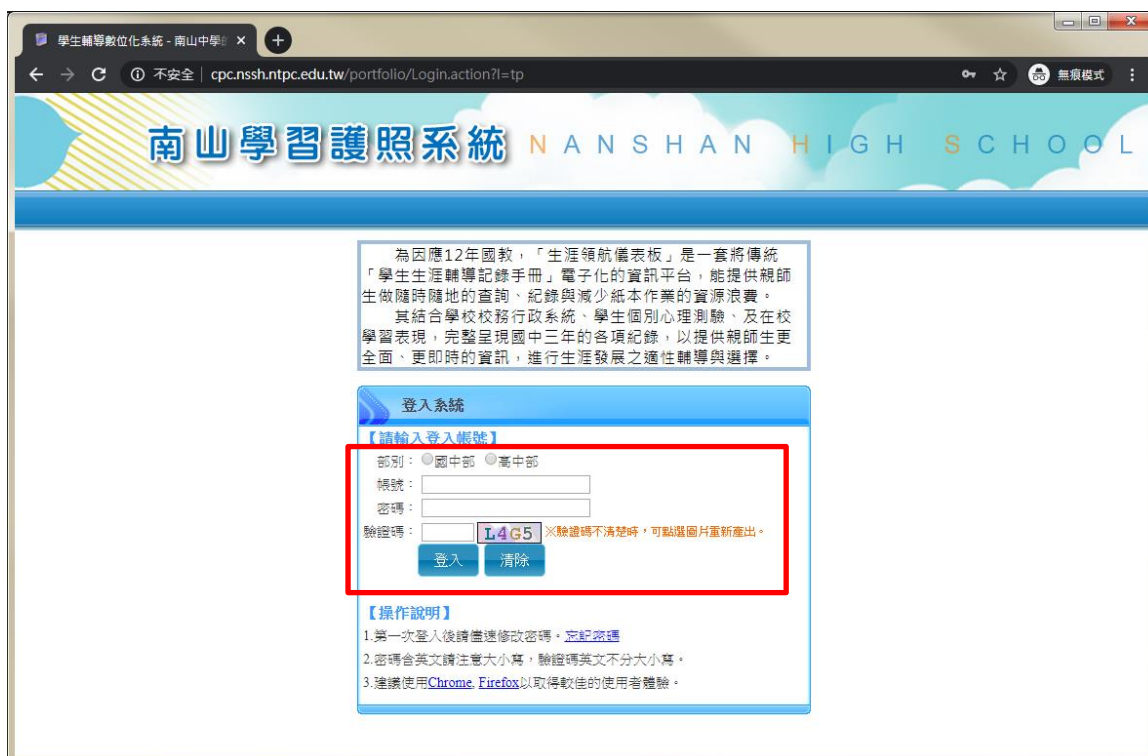 學生輔導數位化系統 - 南山中學
不安全 | cpc.nssh.ntpc.edu.tw/portfolio/Login.action?l=tp
無痕模式
南山學習護照系統 NANSHAN HIGH SCHOOL
為因應12年國教，「生涯領航儀表板」是一套將傳統
「學生生涯輔導記錄手冊」電子化的資訊平台，能提供親師
生做隨時隨地的查詢、紀錄與減少紙本作業的資源浪費。
其結合學校校務行政系統、學生個別心理測驗、及在校
學習表現，完整呈現國中三年的各項紀錄，以提供親師生更
全面、更即時的資訊，進行生涯發展之適性輔導與選擇。
登入系統
【請輸入登入帳號】
部別： 國中部 高中部
帳號：
密碼：
驗證碼： L4G5 ※驗證碼不清楚時，可點選圖片重新產出。
登入 清除
【操作說明】
1.第一次登入後請儘速修改密碼。忘記密碼
2.密碼含英文請注意大小寫，驗證碼英文不分大小寫。
3.建議使用Chrome, Firefox以取得較佳的使用者體驗。